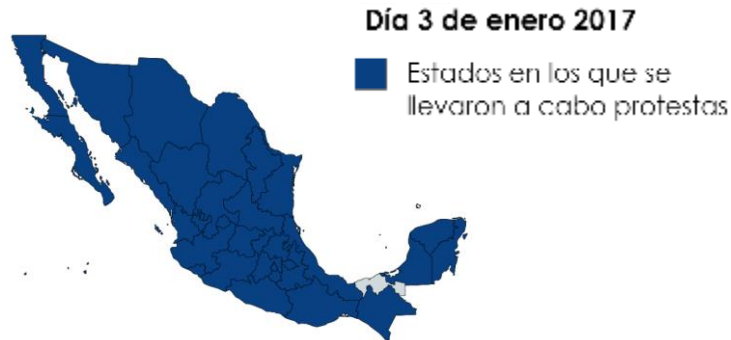 Día 3 de enero 2017
Estados en los que se
llevaron a cabo protestas